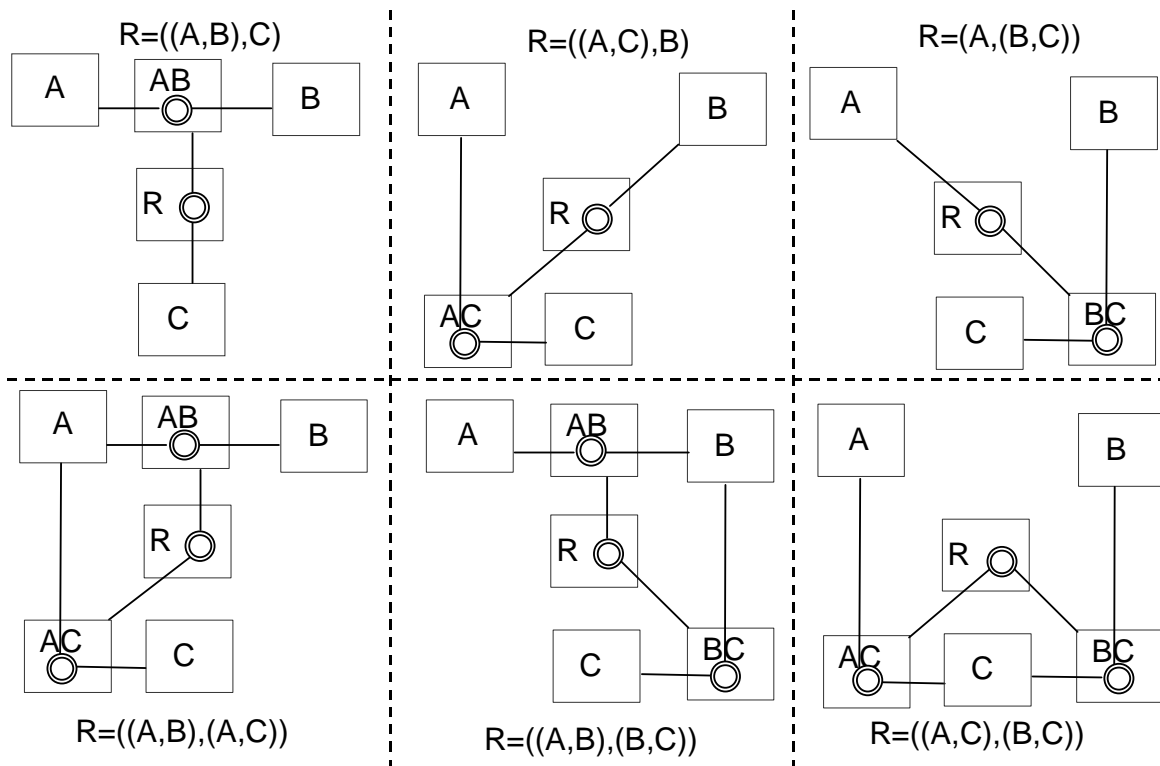 R=((A,B),C)
A
AB
B
R
C
R=((A,C),B)
A
B
R
AC
C
R=(A,(B,C))
A
B
R
C
BC
A
AB
B
R
AC
C
R=((A,B),(A,C))
A
AB
B
R
C
BC
R=((A,B),(B,C))
A
B
R
AC
C
BC
R=((A,C),(B,C))